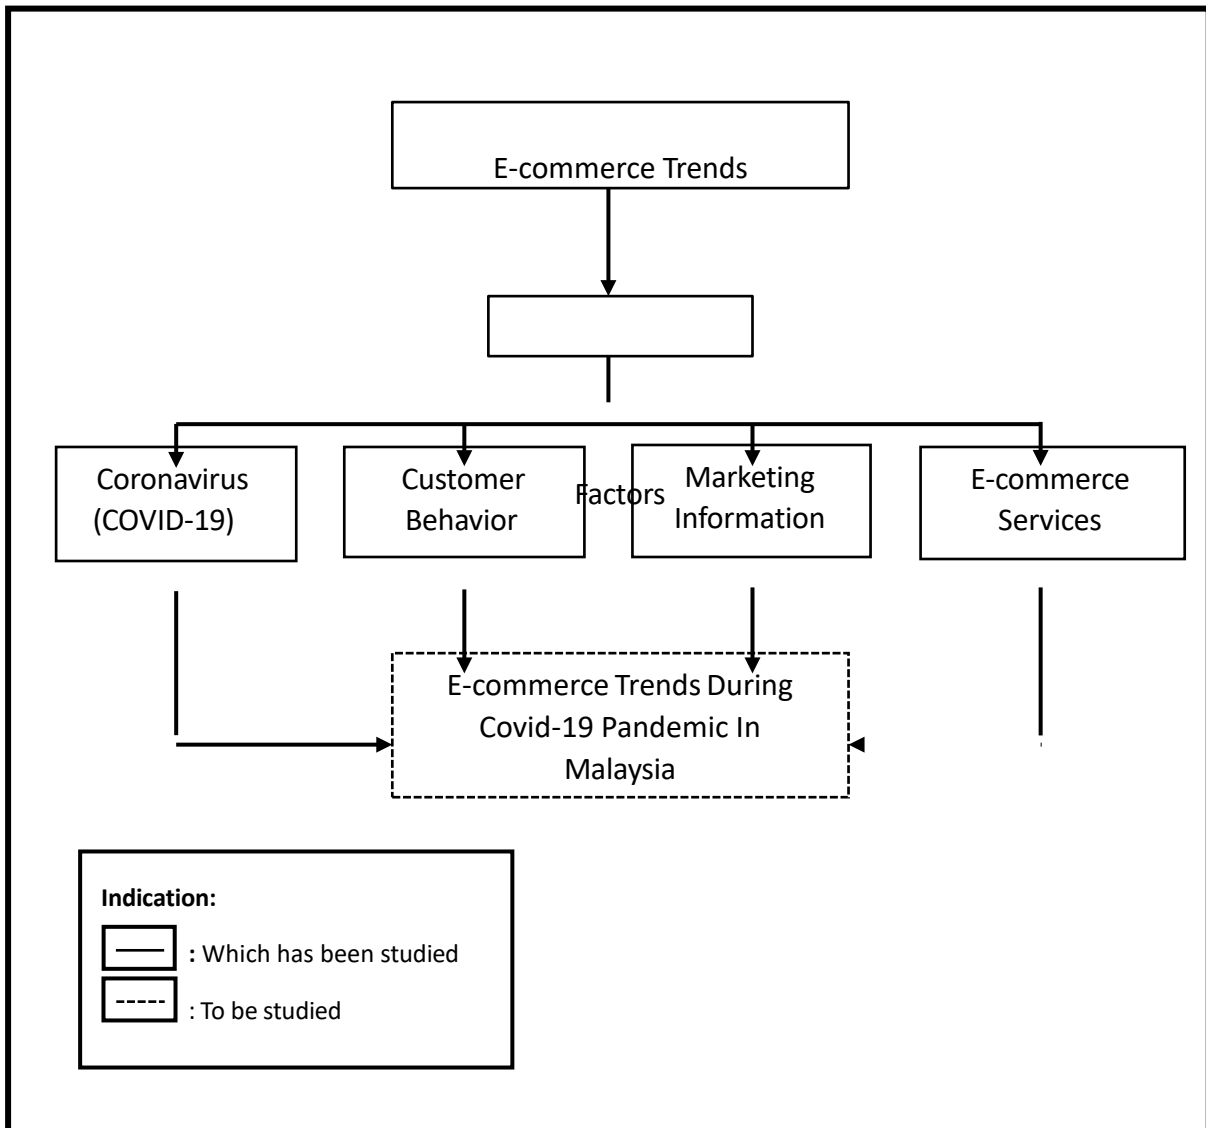 E-commerce Trends
Coronavirus
(COVID-19)
Customer
Behavior
Factors
Marketing
Information
E-commerce
Services
E-commerce Trends During
Covid-19 Pandemic In
Malaysia
Indication:
: Which has been studied
: To be studied